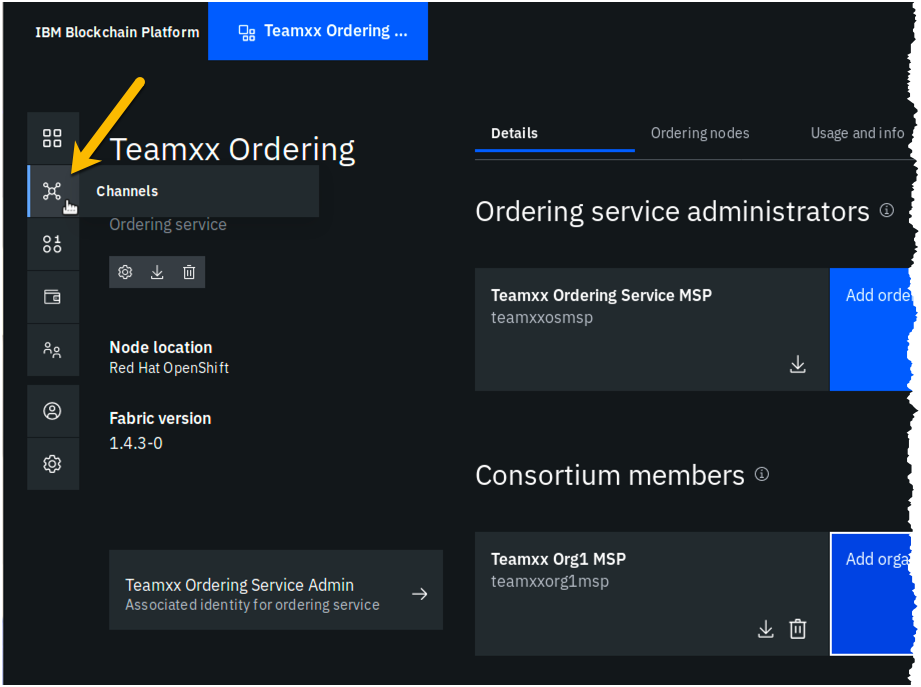 IBM Blockchain Platform
Teamxx Ordering ...
Teamxx Ordering
Channels
Ordering service
Node location
Red Hat OpenShift
Fabric version
1.4.3-0
Teamxx Ordering Service Admin
Associated identity for ordering service
Details
Ordering nodes
Usage and info
Ordering service administrators
Teamxx Ordering Service MSP
teamxxosmsp
Add orde
Consortium members
Teamxx Org1 MSP
teamxxorg1msp
Add orga